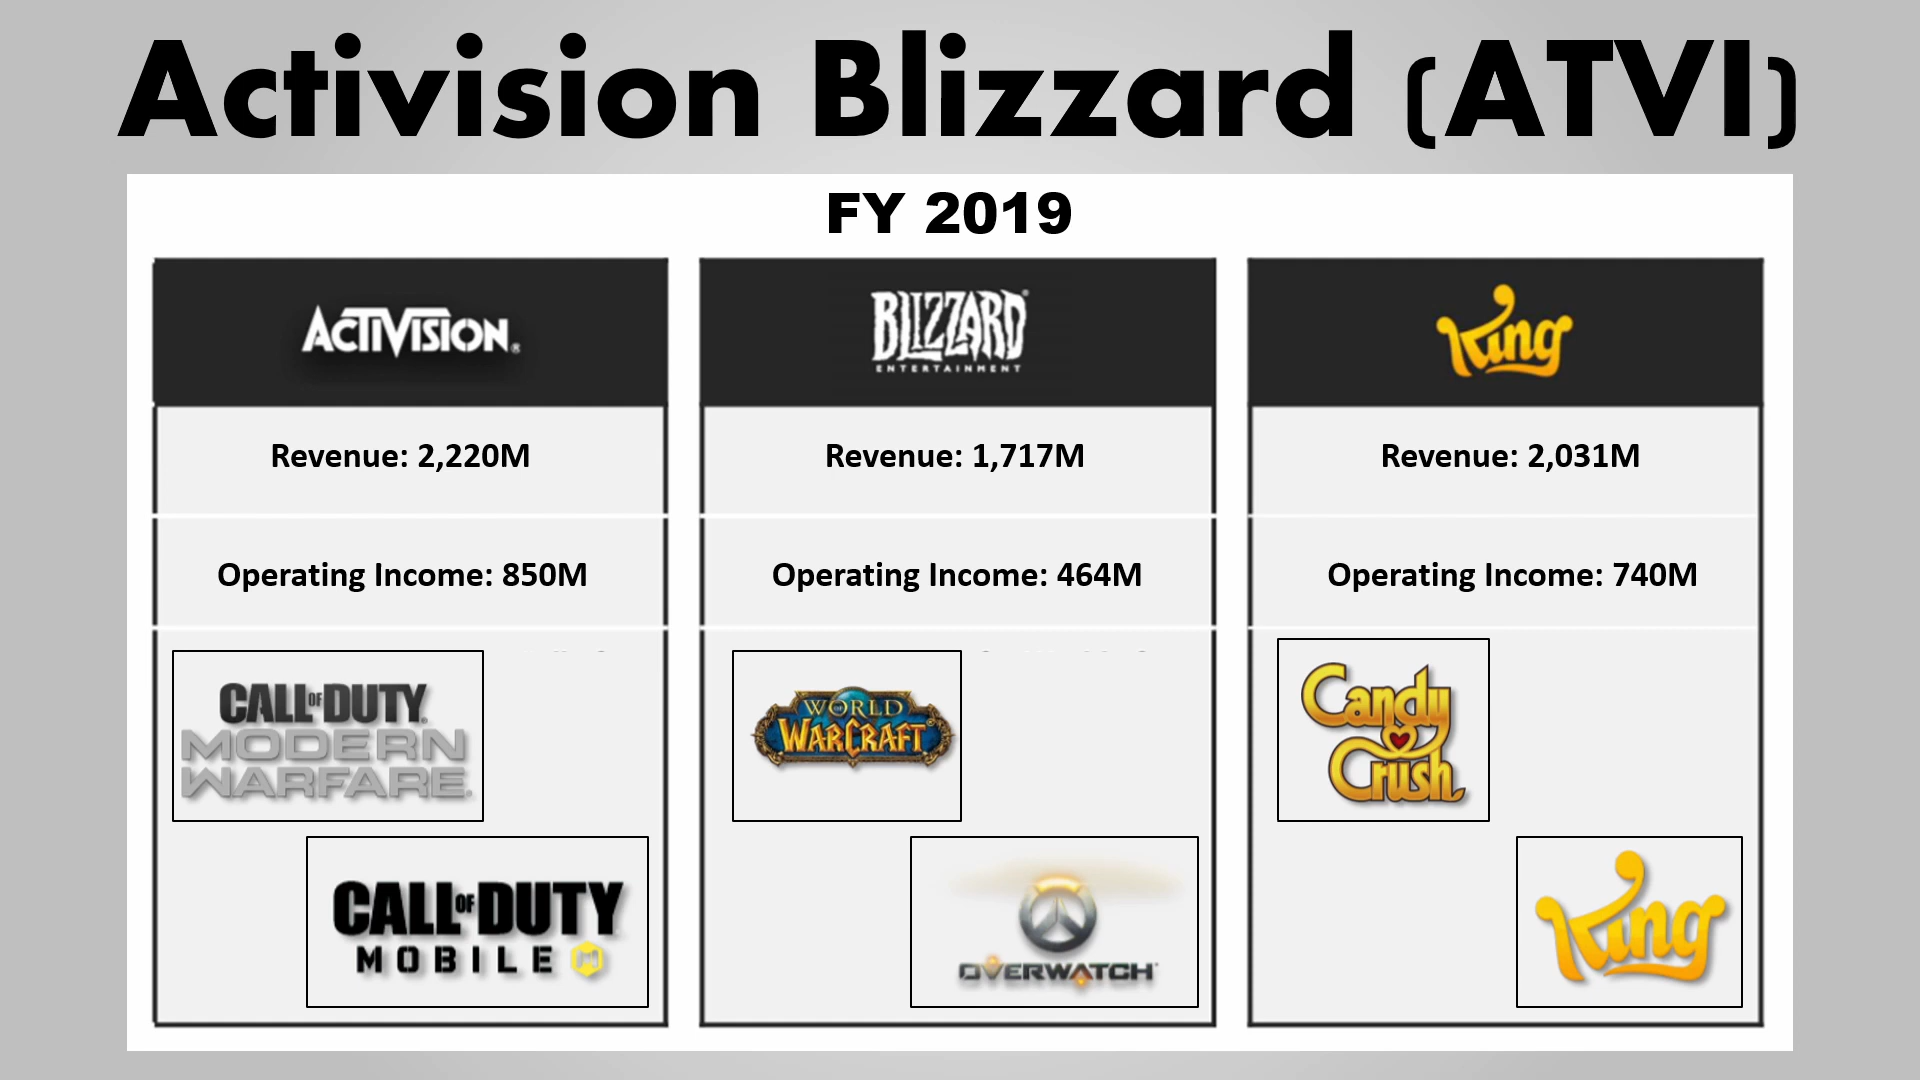 Activision Blizzard (ATVI)
FY 2019
ACTIVISION®
BLIZZARD®
ENTERTAINMENT
King
Revenue: 2,220M
Revenue: 1,717M
Revenue: 2,031M
Operating Income: 850M
Operating Income: 464M
Operating Income: 740M
CALL OF DUTY
MODERN
WARFARE
CALL OF DUTY
MOBILE
WORLD
WARCRAFT
OVERWATCH
Candy
Crush
King